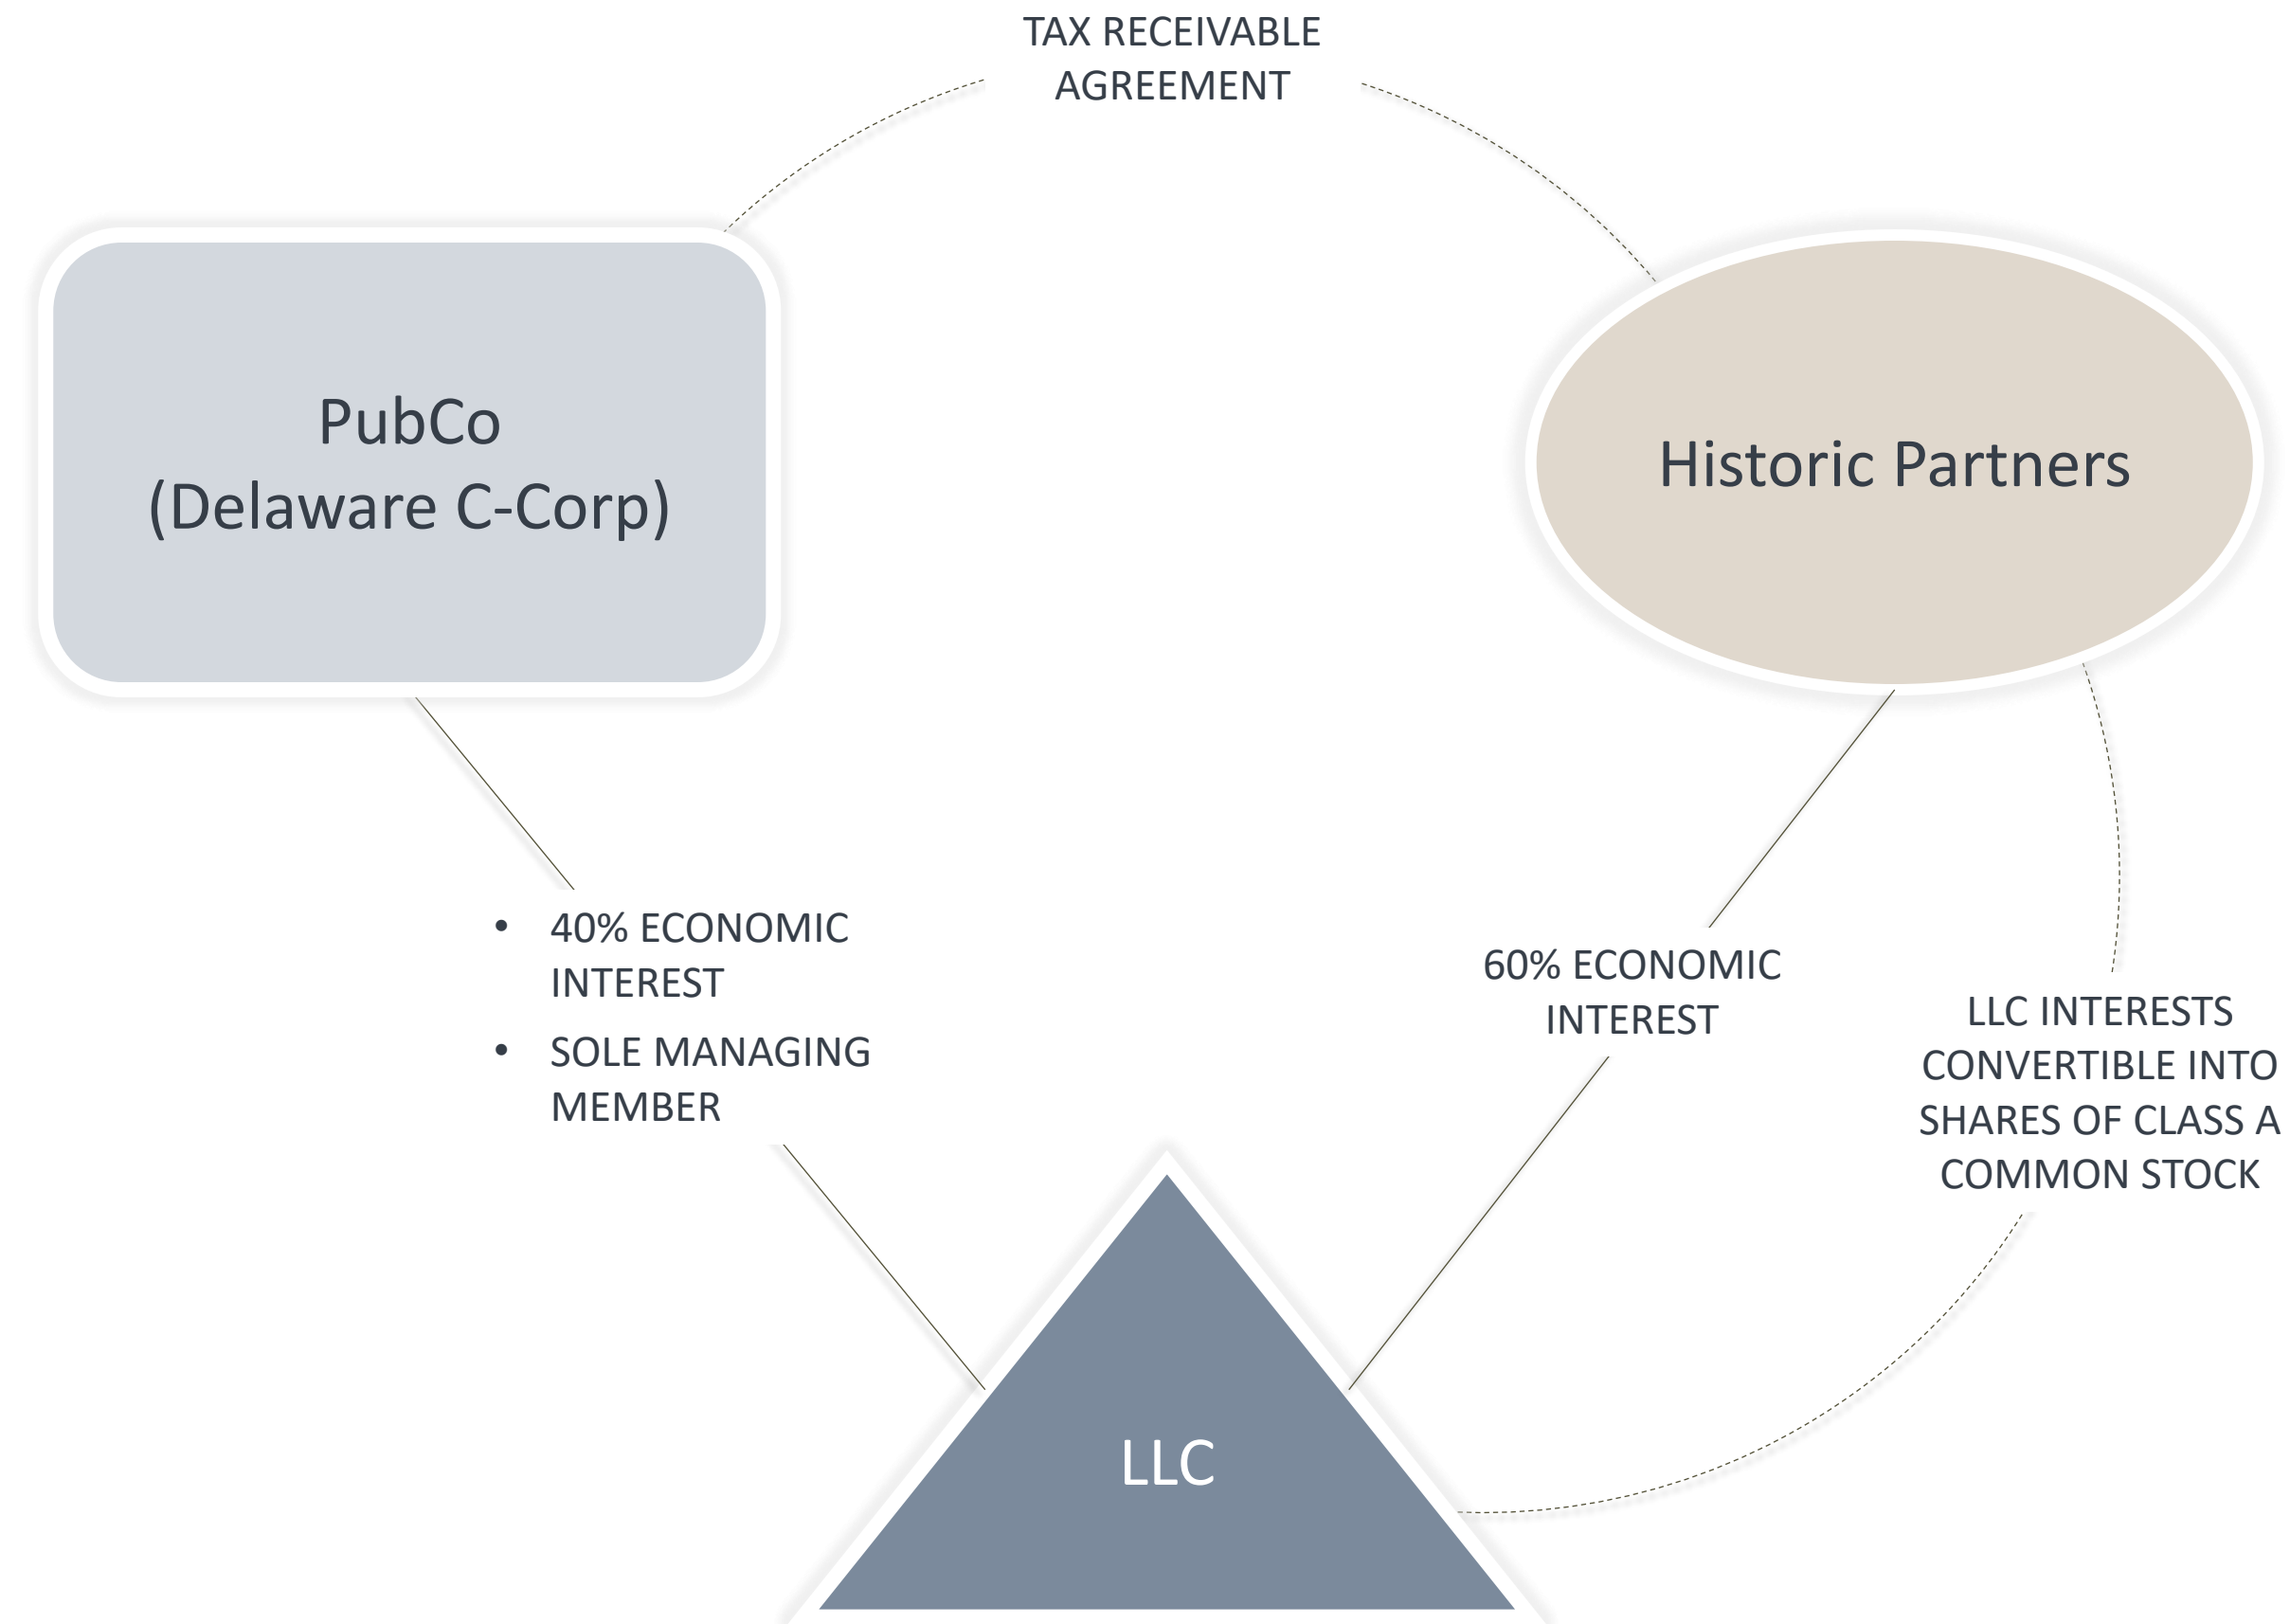 TAX RECEIVABLE
AGREEMENT
PubCo
(Delaware C-Corp)
Historic Partners
• 40% ECONOMIC
INTEREST
• SOLE MANAGING
MEMBER
60% ECONOMIC
INTEREST
LLC INTERESTS
CONVERTIBLE INTO
SHARES OF CLASS A
COMMON STOCK
LLC